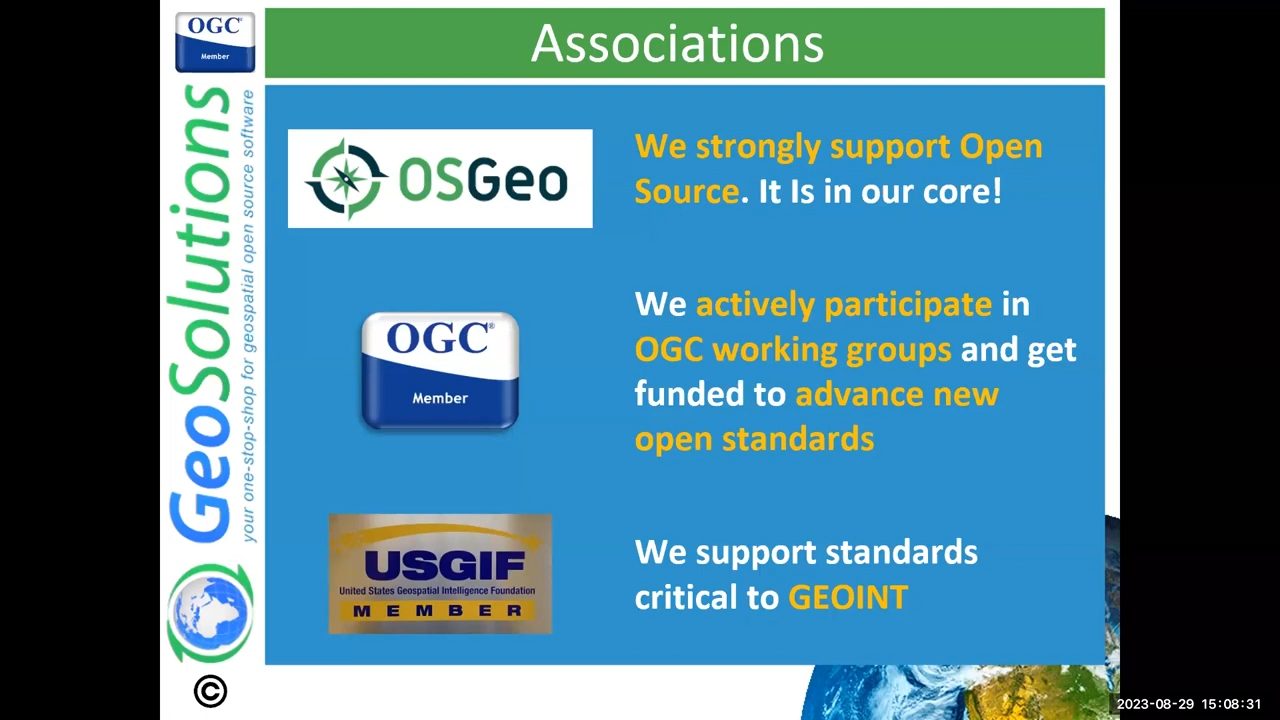 OGC®
Member
Associations
GeoSolutions
your one-stop-shop for geospatial open source software
OSGeo
We strongly support Open
Source. It Is in our core!
OGC®
Member
We actively participate in
OGC working groups and get
funded to advance new
open standards
USGIF
United States Geospatial Intelligence Foundation
MEMBER
We support standards
critical to GEOINT
©
2023-08-29 15:08:31